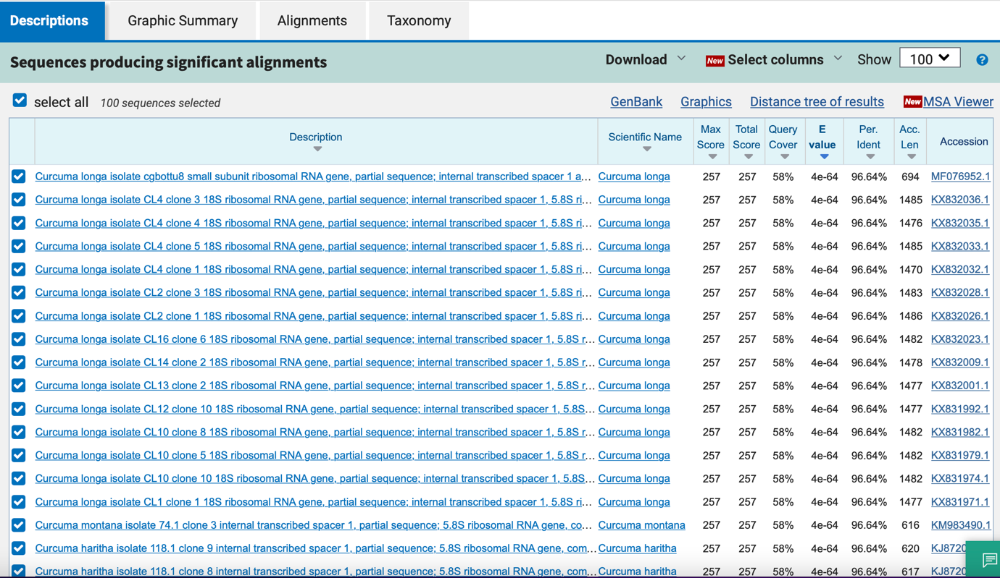 Descriptions Graphic Summary Alignments Taxonomy
Sequences producing significant alignments Download New Select columns Show 100 ?
select all 100 sequences selected GenBank Graphics Distance tree of results New MSA Viewer
Description Scientific Name Max Score Total Score Query Cover E value Per. Ident Acc. Len Accession
Curcuma longa isolate cgbottu8 small subunit ribosomal RNA gene, partial sequence; internal transcribed spacer 1 a... Curcuma longa 257 257 58% 4e-64 96.64% 694 MF076952.1
Curcuma longa isolate CL4 clone 3 18S ribosomal RNA gene, partial sequence; internal transcribed spacer 1, 5.8S ri... Curcuma longa 257 257 58% 4e-64 96.64% 1485 KX832036.1
Curcuma longa isolate CL4 clone 4 18S ribosomal RNA gene, partial sequence; internal transcribed spacer 1, 5.8S ri... Curcuma longa 257 257 58% 4e-64 96.64% 1476 KX832035.1
Curcuma longa isolate CL4 clone 5 18S ribosomal RNA gene, partial sequence; internal transcribed spacer 1, 5.8S ri... Curcuma longa 257 257 58% 4e-64 96.64% 1485 KX832033.1
Curcuma longa isolate CL4 clone 1 18S ribosomal RNA gene, partial sequence; internal transcribed spacer 1, 5.8S ri... Curcuma longa 257 257 58% 4e-64 96.64% 1470 KX832032.1
Curcuma longa isolate CL2 clone 3 18S ribosomal RNA gene, partial sequence; internal transcribed spacer 1, 5.8S ri... Curcuma longa 257 257 58% 4e-64 96.64% 1483 KX832028.1
Curcuma longa isolate CL2 clone 1 18S ribosomal RNA gene, partial sequence; internal transcribed spacer 1, 5.8S ri... Curcuma longa 257 257 58% 4e-64 96.64% 1486 KX832026.1
Curcuma longa isolate CL16 clone 6 18S ribosomal RNA gene, partial sequence; internal transcribed spacer 1, 5.8S r... Curcuma longa 257 257 58% 4e-64 96.64% 1482 KX832023.1
Curcuma longa isolate CL14 clone 2 18S ribosomal RNA gene, partial sequence; internal transcribed spacer 1, 5.8S r... Curcuma longa 257 257 58% 4e-64 96.64% 1478 KX832009.1
Curcuma longa isolate CL13 clone 2 18S ribosomal RNA gene, partial sequence; internal transcribed spacer 1, 5.8S r... Curcuma longa 257 257 58% 4e-64 96.64% 1477 KX832001.1
Curcuma longa isolate CL12 clone 10 18S ribosomal RNA gene, partial sequence; internal transcribed spacer 1, 5.8S... Curcuma longa 257 257 58% 4e-64 96.64% 1477 KX831992.1
Curcuma longa isolate CL10 clone 8 18S ribosomal RNA gene, partial sequence; internal transcribed spacer 1, 5.8S r... Curcuma longa 257 257 58% 4e-64 96.64% 1482 KX831982.1
Curcuma longa isolate CL10 clone 5 18S ribosomal RNA gene, partial sequence; internal transcribed spacer 1, 5.8S r... Curcuma longa 257 257 58% 4e-64 96.64% 1482 KX831979.1
Curcuma longa isolate CL10 clone 10 18S ribosomal RNA gene, partial sequence; internal transcribed spacer 1, 5.8S... Curcuma longa 257 257 58% 4e-64 96.64% 1482 KX831974.1
Curcuma longa isolate CL1 clone 1 18S ribosomal RNA gene, partial sequence; internal transcribed spacer 1, 5.8S ri... Curcuma longa 257 257 58% 4e-64 96.64% 1477 KX831971.1
Curcuma montana isolate 74.1 clone 3 internal transcribed spacer 1, partial sequence; 5.8S ribosomal RNA gene, co... Curcuma montana 257 257 58% 4e-64 96.64% 616 KM983490.1
Curcuma haritha isolate 118.1 clone 9 internal transcribed spacer 1, partial sequence; 5.8S ribosomal RNA gene, com... Curcuma haritha 257 257 58% 4e-64 96.64% 620 KJ8720
Curcuma haritha isolate 118.1 clone 8 internal transcribed spacer 1, partial sequence; 5.8S ribosomal RNA gene, com... Curcuma haritha 257 257 58% 4e-64 96.64% 617 KJ8720